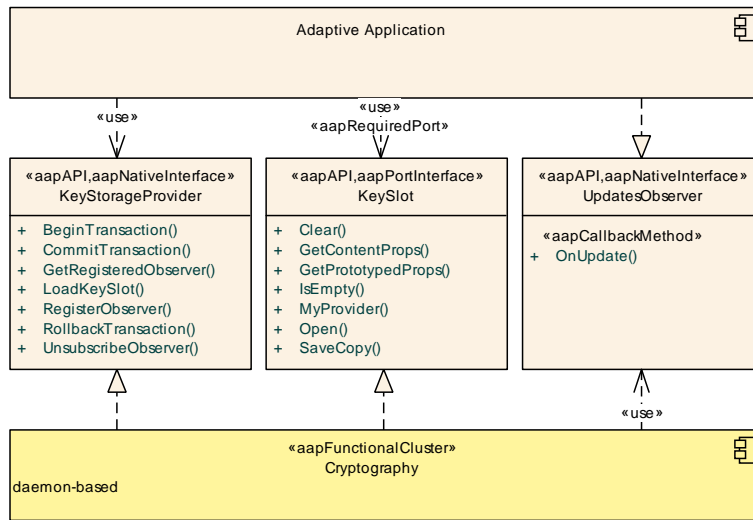 Adaptive Application
«use»
«use»
«aapRequiredPort»
«aapAPI,aapNativeInterface»
KeyStorageProvider
+ BeginTransaction()
+ CommitTransaction()
+ GetRegisteredObserver()
+ LoadKeySlot()
+ RegisterObserver()
+ RollbackTransaction()
+ UnsubscribeObserver()
«aapAPI,aapPortInterface»
KeySlot
+ Clear()
+ GetContentProps()
+ GetPrototypedProps()
+ IsEmpty()
+ MyProvider()
+ Open()
+ SaveCopy()
«aapAPI,aapNativeInterface»
UpdatesObserver
«aapCallbackMethod»
+ OnUpdate()
«use»
«aapFunctionalCluster»
Cryptography
daemon-based